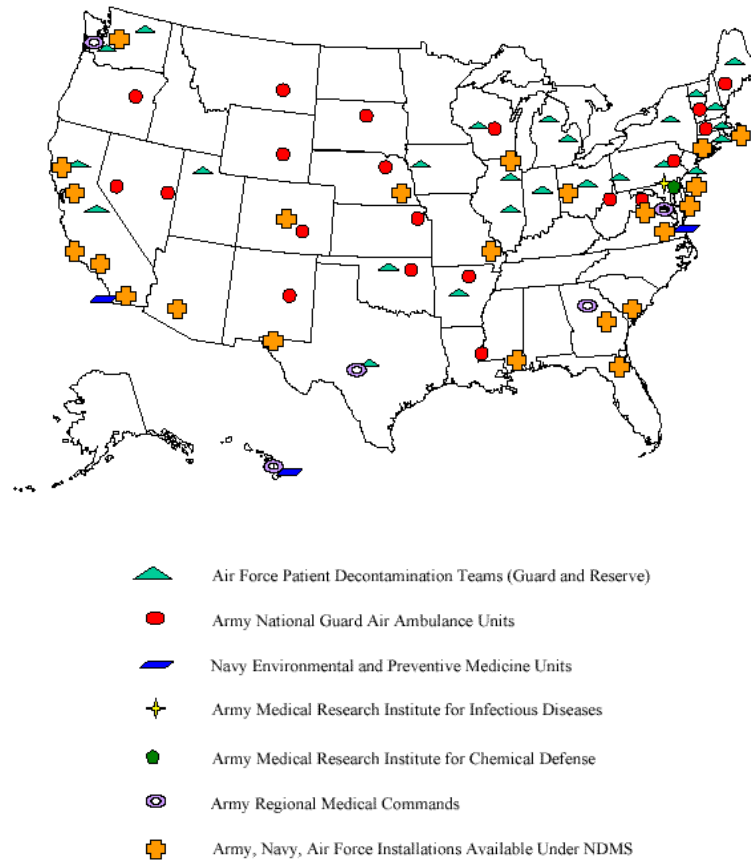 Air Force Patient Decontamination Teams (Guard and Reserve)
Army National Guard Air Ambulance Units
Navy Environmental and Preventive Medicine Units
Army Medical Research Institute for Infectious Diseases
Army Medical Research Institute for Chemical Defense
Army Regional Medical Commands
Army, Navy, Air Force Installations Available Under NDMS